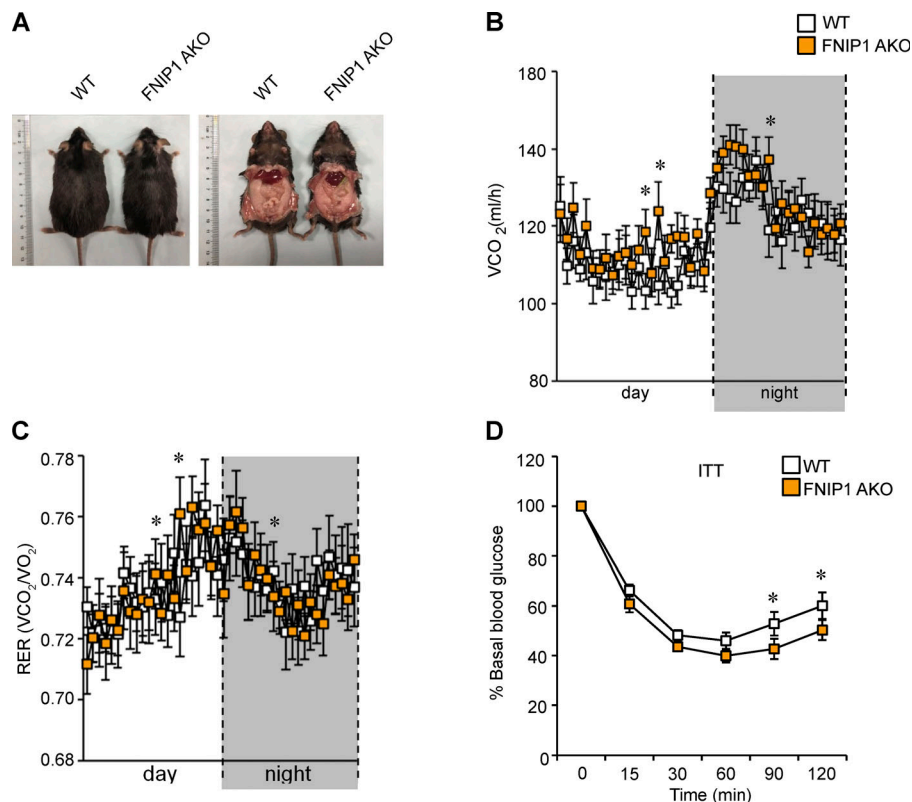 A
WT
FNIP1 AKO
WT
FNIP1 AKO
B
WT
FNIP1 AKO
180
160
140
120
100
80
VCO2(ml/h)
*
*
*
day
night
C
0.78
0.76
0.74
0.72
0.70
0.68
RER (VCO2/VO2)
*
*
*
day
night
D
ITT
WT
FNIP1 AKO
120
100
80
60
40
20
0
% Basal blood glucose
*
*
0 15 30 60 90 120
Time (min)